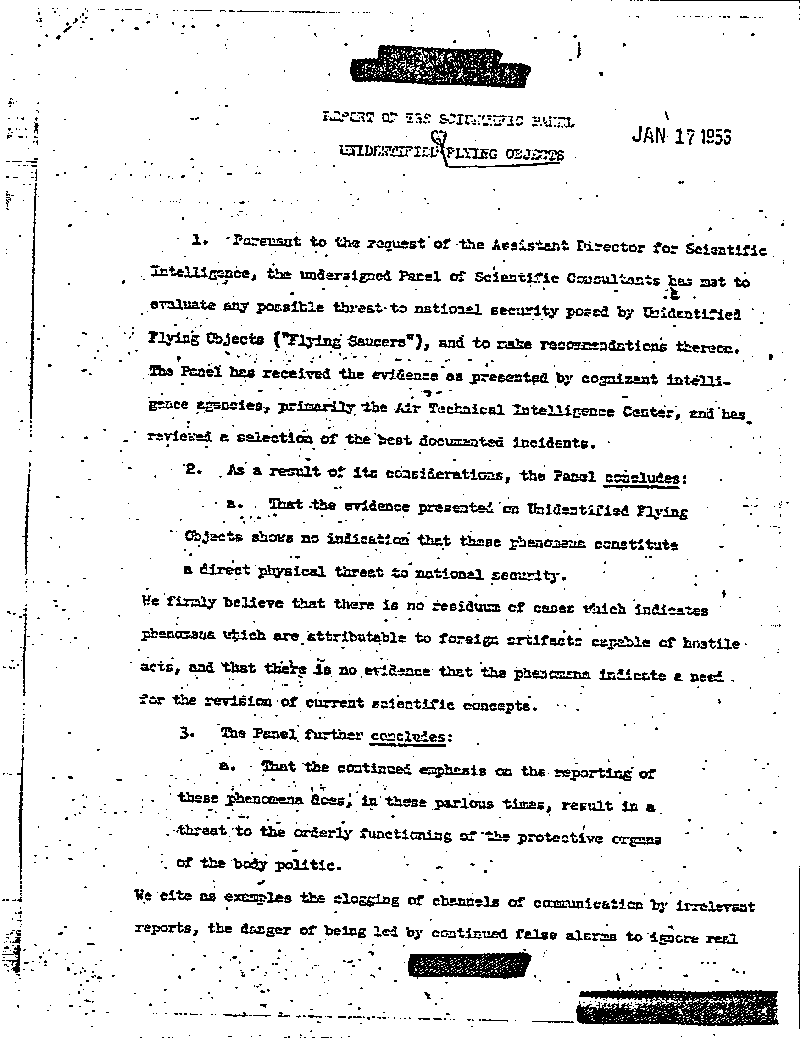 REPORT OF THE SCIENTIFIC PANEL
ON
UNIDENTIFIED FLYING OBJECTS
JAN 17 1953
1. Pursuant to the request of the Assistant Director for Scientific
Intelligence, the undersigned Panel of Scientific Consultants has met to
evaluate any possible threat to national security posed by Unidentified
Flying Objects ("Flying Saucers"), and to make recommendations thereon.
The Panel has received the evidence as presented by cognizant intelli-
gence agencies, primarily the Air Technical Intelligence Center, and has
reviewed a selection of the best documented incidents.
2. As a result of its considerations, the Panel concludes:
a. That the evidence presented on Unidentified Flying
Objects shows no indication that these phenomena constitute
a direct physical threat to national security.
We firmly believe that there is no residuum of cases which indicates
phenomena which are attributable to foreign artifacts capable of hostile
acts, and that there is no evidence that the phenomena indicate a need
for the revision of current scientific concepts.
3. The Panel further concludes:
a. That the continued emphasis on the reporting of
these phenomena does, in these parlous times, result in a
threat to the orderly functioning of the protective organs
of the body politic.
We cite as examples the clogging of channels of communication by irrelevant
reports, the danger of being led by continued false alarms to ignore real